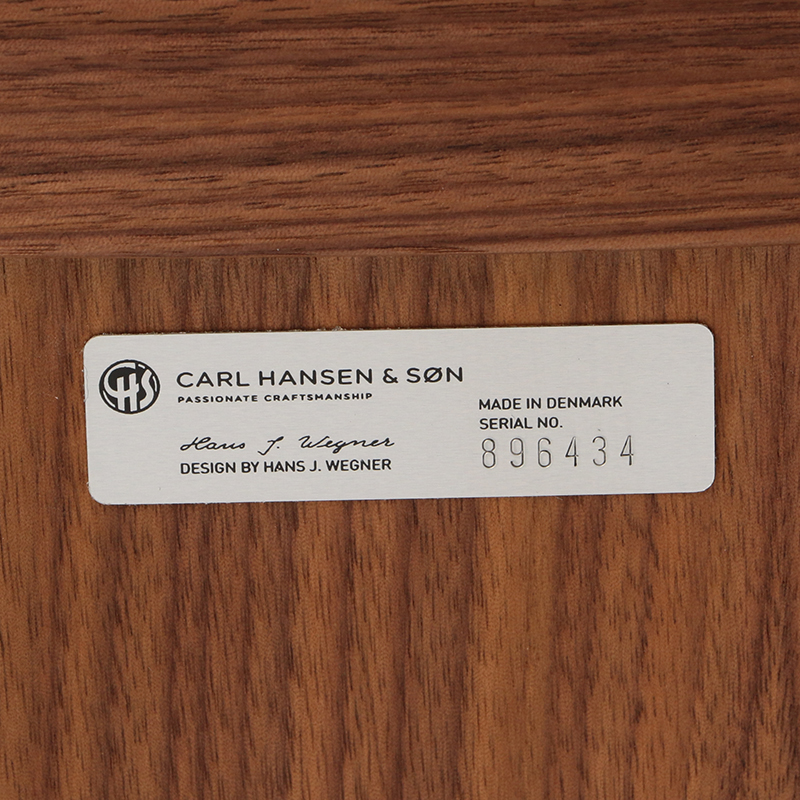 CHS
CARL HANSEN & SØN
PASSIONATE CRAFTSMANSHIP
Hans J. Wegner
DESIGN BY HANS J. WEGNER
MADE IN DENMARK
SERIAL NO.
896434